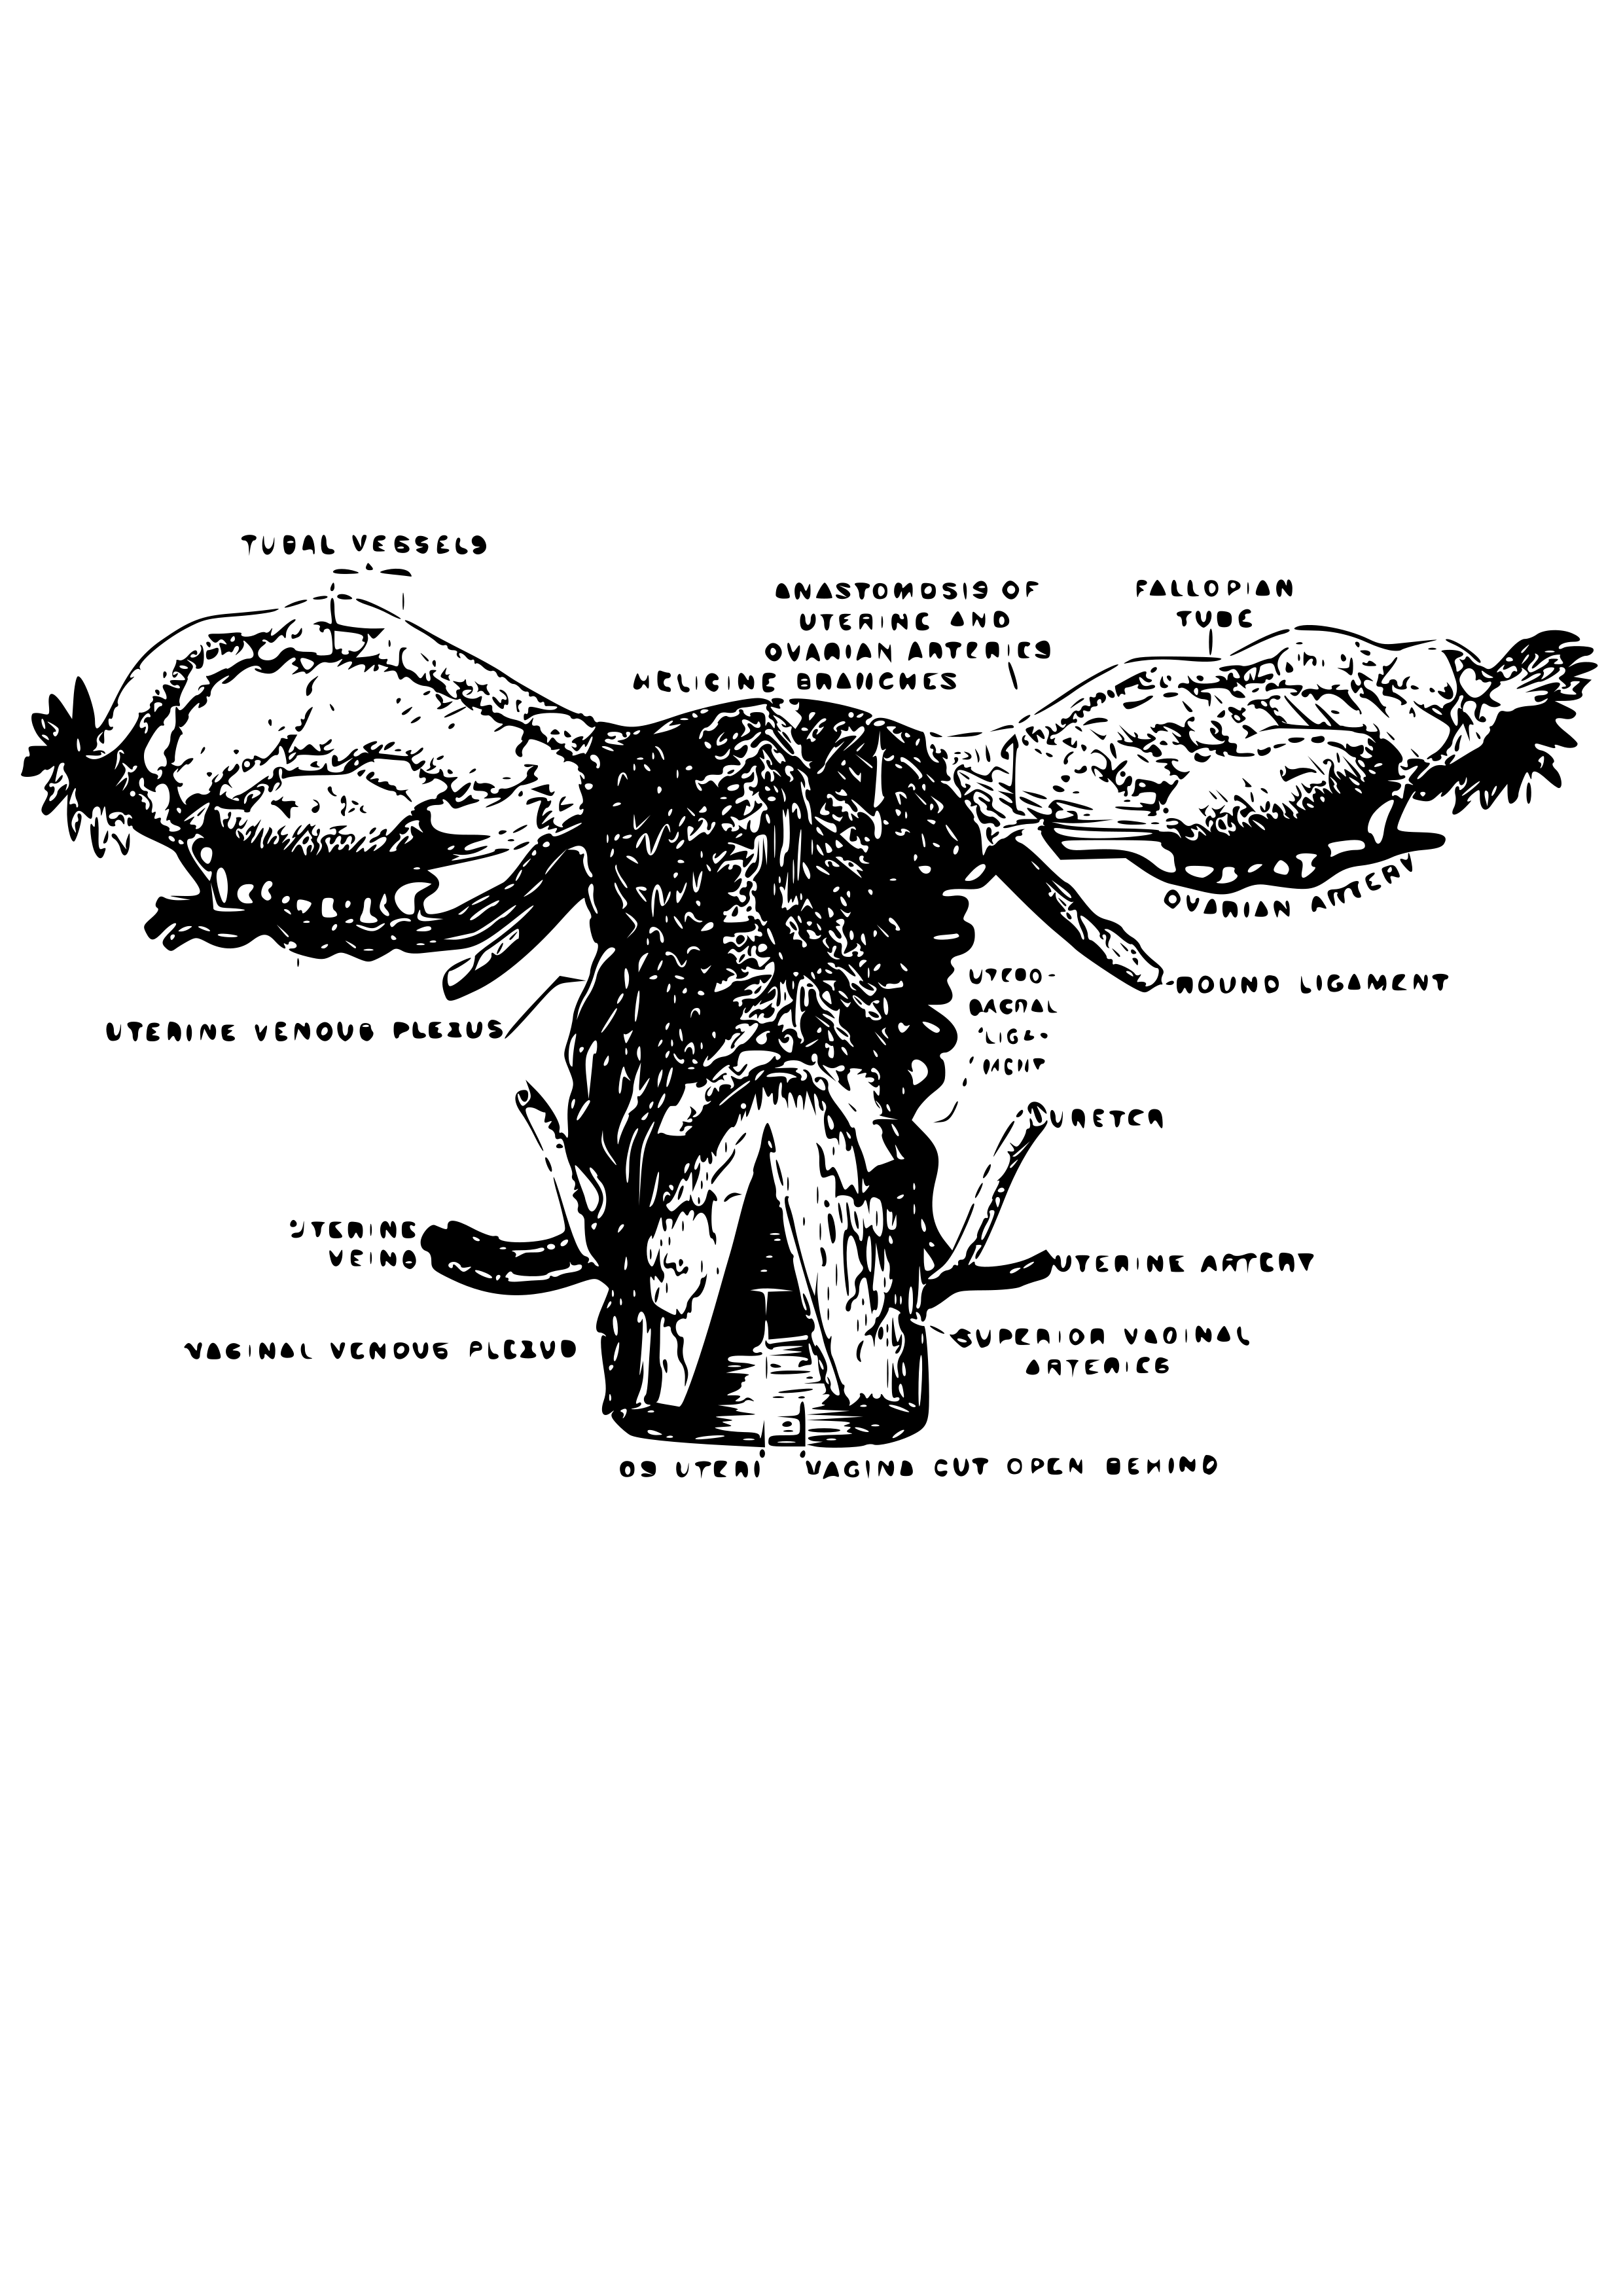 TUBAL VESSELS
ANASTOMOSIS OF
UTERINE AND
OVARIAN ARTERIES
HELICINE BRANCHES
FALLOPIAN
TUBE
OVARIAN ARTERY
ROUND LIGAMENT
UTERO-
SACRAL
LIGA-
MENT
UTERINE VENOUS PLEXUS
URETER
UTERINE
VEINS
UTERINE ARTERY
VAGINAL VENOUS PLEXUS
SUPERIOR VAGINAL
ARTERIES
OS UTERI
VAGINA CUT OPEN BEHIND